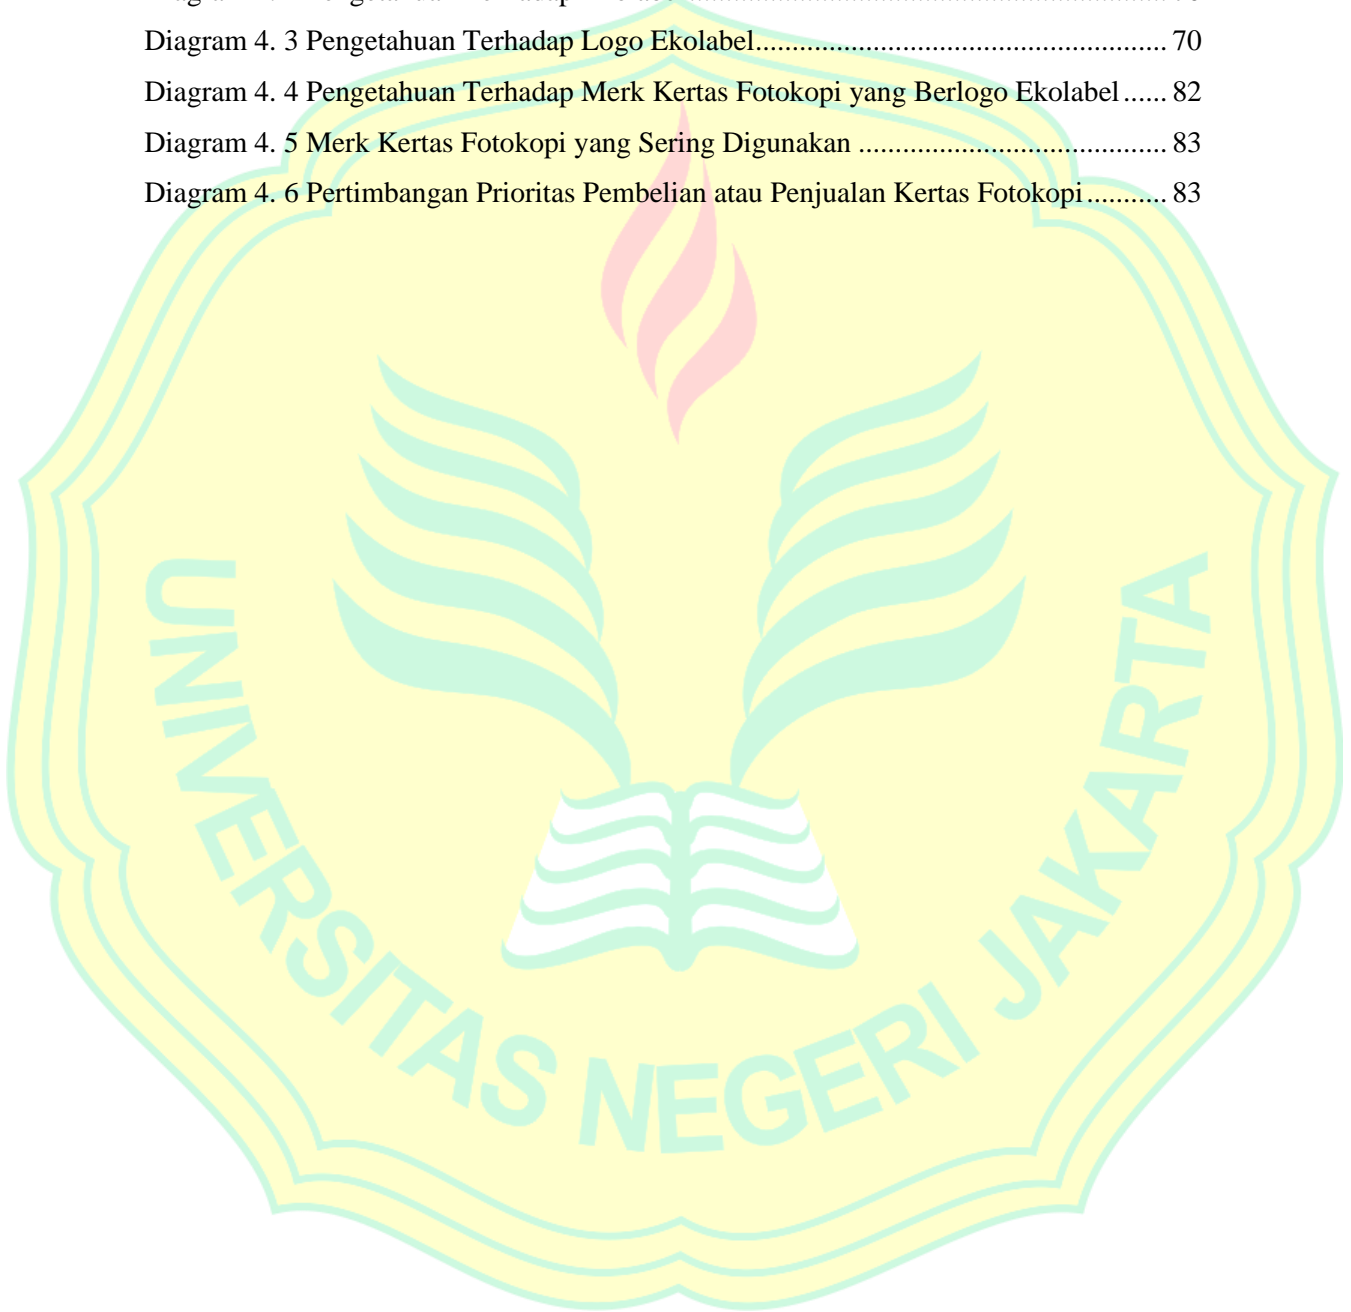 Diagram 4. 3 Pengetahuan Terhadap Logo Ekolabel............................................... 70
Diagram 4. 4 Pengetahuan Terhadap Merk Kertas Fotokopi yang Berlogo Ekolabel...... 82
Diagram 4. 5 Merk Kertas Fotokopi yang Sering Digunakan ................................... 83
Diagram 4. 6 Pertimbangan Prioritas Pembelian atau Penjualan Kertas Fotokopi........... 83
UNIVERSITAS NEGERI JAKARTA